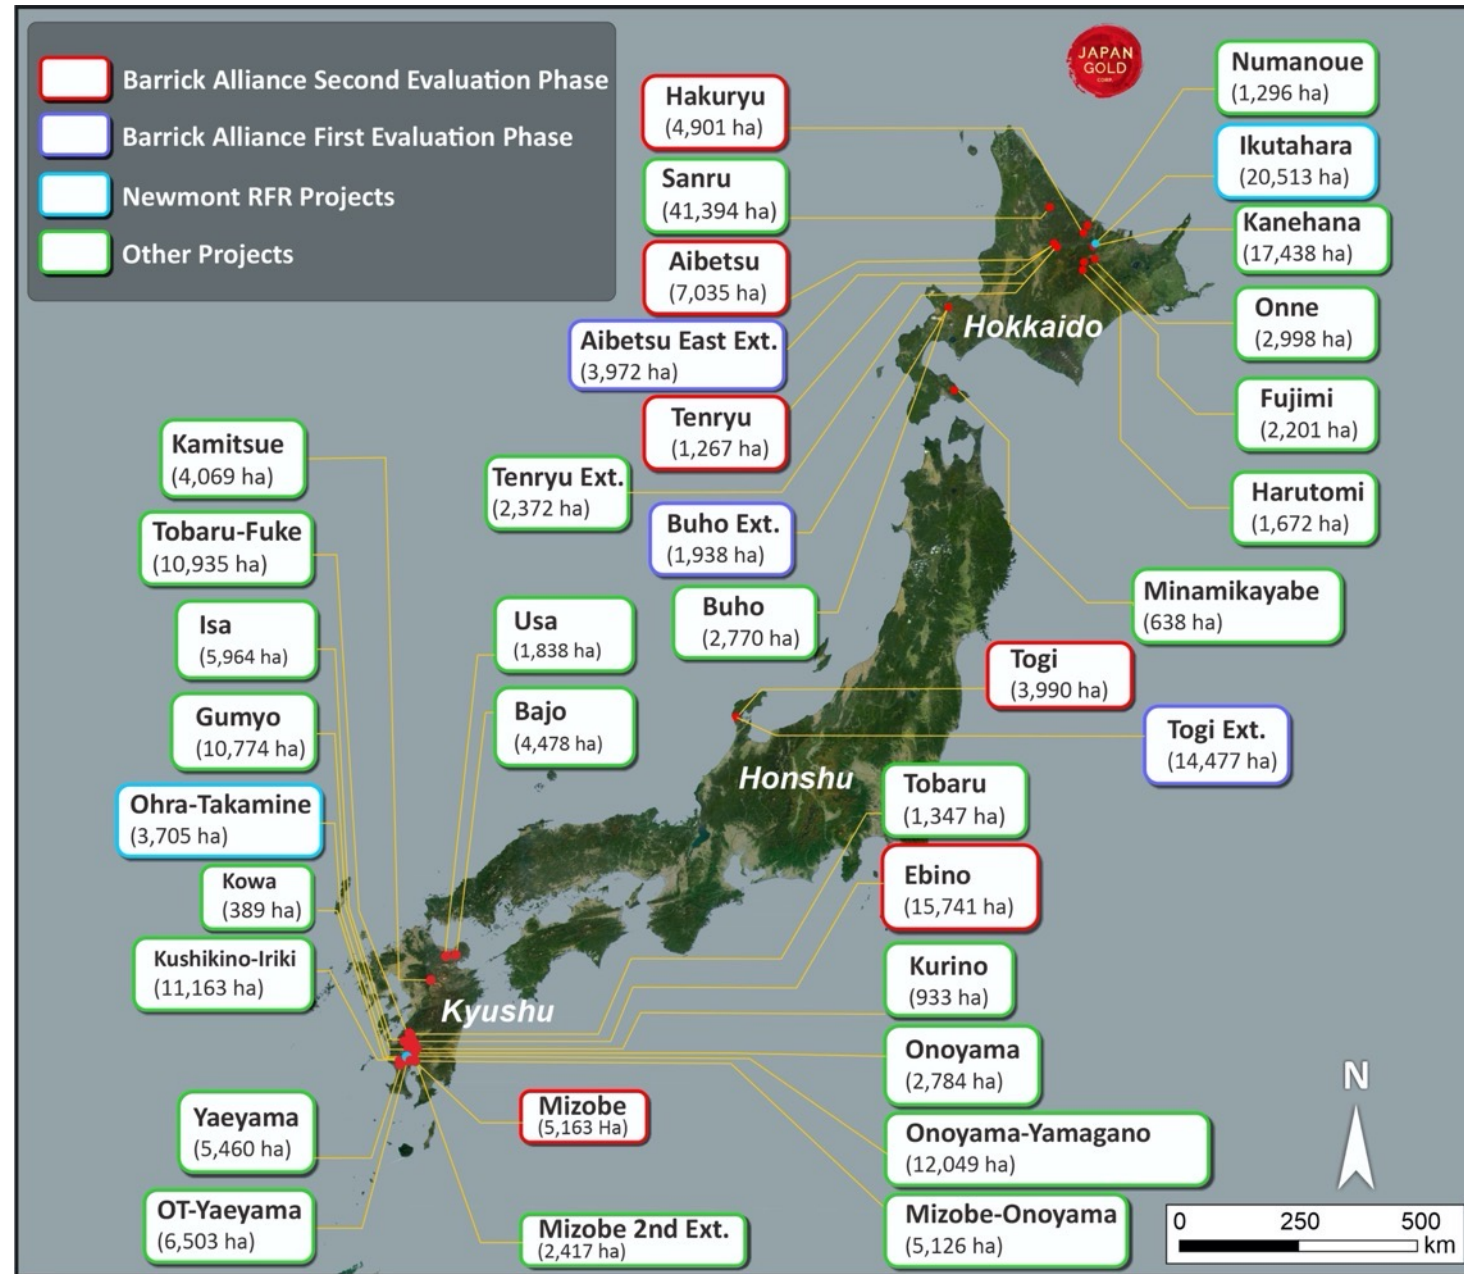 Barrick Alliance Second Evaluation Phase
Barrick Alliance First Evaluation Phase
Newmont RFR Projects
Other Projects
JAPAN
GOLD
CORP.
Hakuryu
(4,901 ha)
Sanru
(41,394 ha)
Aibetsu
(7,035 ha)
Aibetsu East Ext.
(3,972 ha)
Tenryu
(1,267 ha)
Tenryu Ext.
(2,372 ha)
Buho Ext.
(1,938 ha)
Buho
(2,770 ha)
Numanoue
(1,296 ha)
Ikutahara
(20,513 ha)
Kanehana
(17,438 ha)
Onne
(2,998 ha)
Fujimi
(2,201 ha)
Harutomi
(1,672 ha)
Minamikayabe
(638 ha)
Hokkaido
Togi
(3,990 ha)
Togi Ext.
(14,477 ha)
Honshu
Kamitsue
(4,069 ha)
Tobaru-Fuke
(10,935 ha)
Isa
(5,964 ha)
Gumyo
(10,774 ha)
Ohra-Takamine
(3,705 ha)
Kowa
(389 ha)
Kushikino-Iriki
(11,163 ha)
Yaeyama
(5,460 ha)
OT-Yaeyama
(6,503 ha)
Usa
(1,838 ha)
Bajo
(4,478 ha)
Kyushu
Mizobe
(5,163 Ha)
Mizobe 2nd Ext.
(2,417 ha)
Tobaru
(1,347 ha)
Ebino
(15,741 ha)
Kurino
(933 ha)
Onoyama
(2,784 ha)
Onoyama-Yamagano
(12,049 ha)
Mizobe-Onoyama
(5,126 ha)
N
0 250 500
km